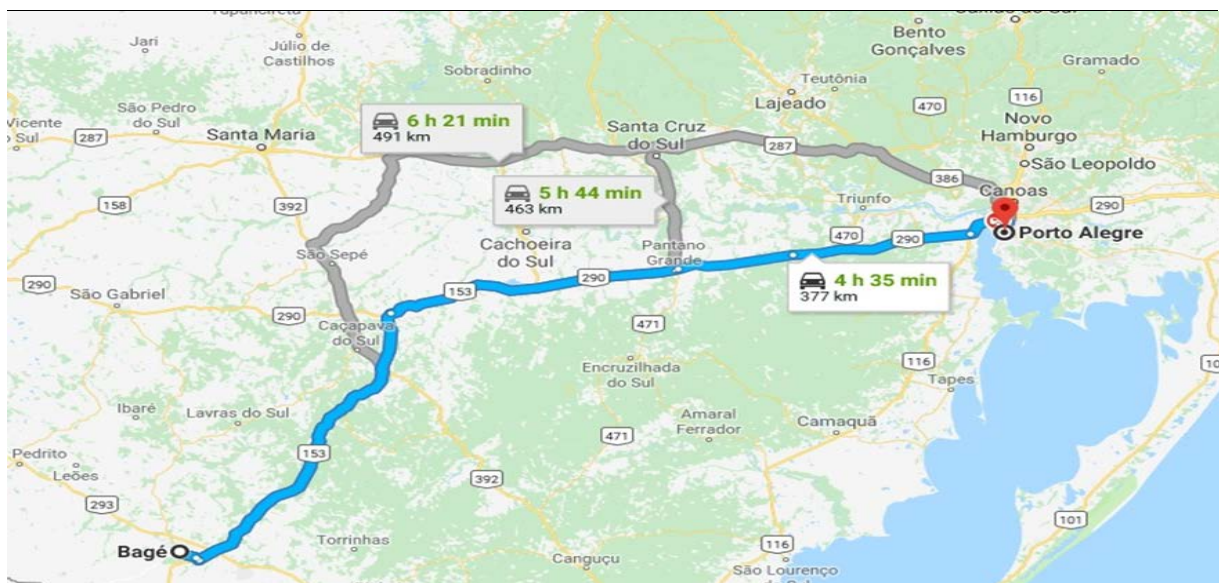 Bento
Gonçalves
Jari
Júlio de
Castilhos
Sobradinho
Teutônia
Gramado
Lajeado
470
116
São Pedro
do Sul
Vicente
do Sul
287
Santa Maria
6 h 21 min
491 km
Santa Cruz
do Sul
287
Novo
Hamburgo
São Leopoldo
386
5 h 44 min
463 km
Triunfo
Canoas
158
392
290
Porto Alegre
Cachoeira
do Sul
Pantano
Grande
470
290
São Sepé
290
4 h 35 min
377 km
290
153
São Gabriel
290
Caçapava
do Sul
471
Encruzilhada
do Sul
116
Tapes
Ibaré
Lavras do Sul
Amaral
Ferrador
Camaquã
471
Pedrito
Leões
153
392
293
101
Bagé
Torrinhas
Canguçu
116
São Lourenço